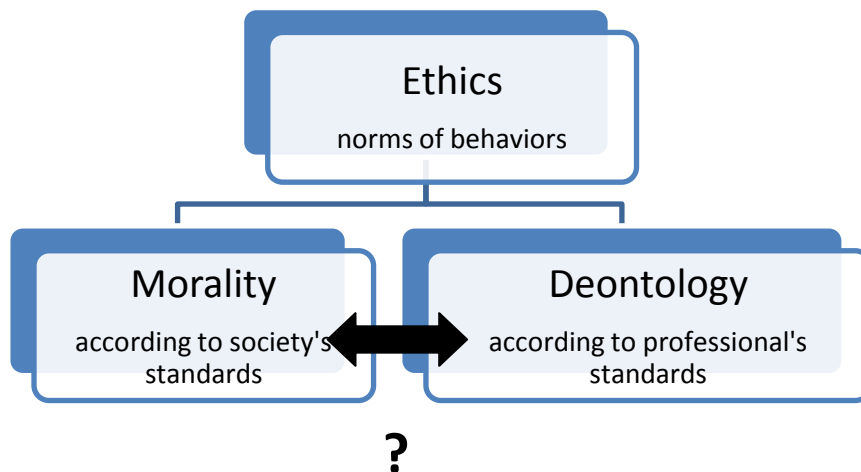 Ethics
norms of behaviors
Morality
according to society's
standards
Deontology
according to professional's
standards
?